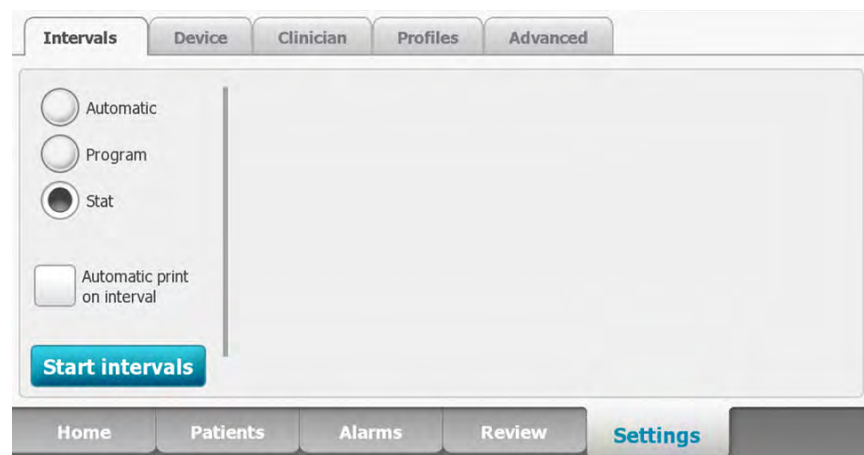 Intervals Device Clinician Profiles Advanced
Automatic
Program
Stat
Automatic print
on interval
Start intervals
Home Patients Alarms Review Settings